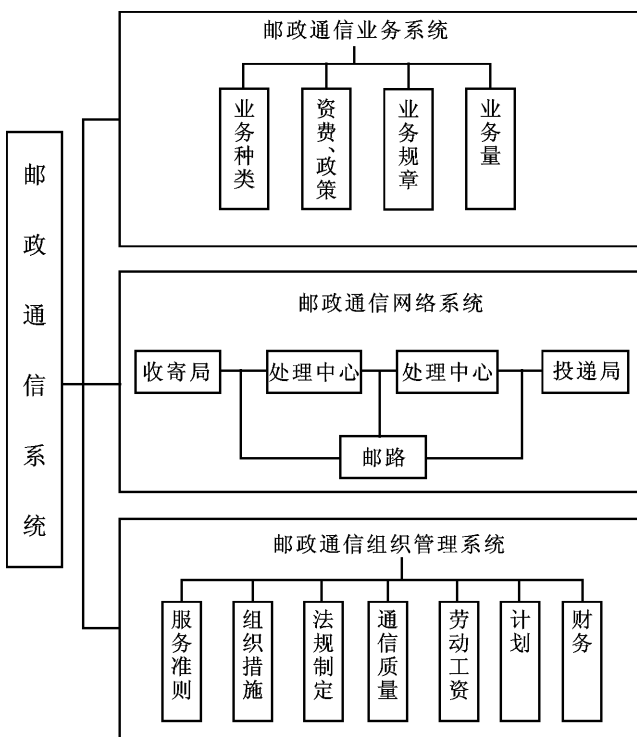 邮政通信系统
邮政通信业务系统
业务种类
资费、政策
业务规章
业务量
邮政通信网络系统
收寄局
处理中心
处理中心
投递局
邮路
邮政通信组织管理系统
服务准则
组织措施
法规制定
通信质量
劳动工资
计划
财务